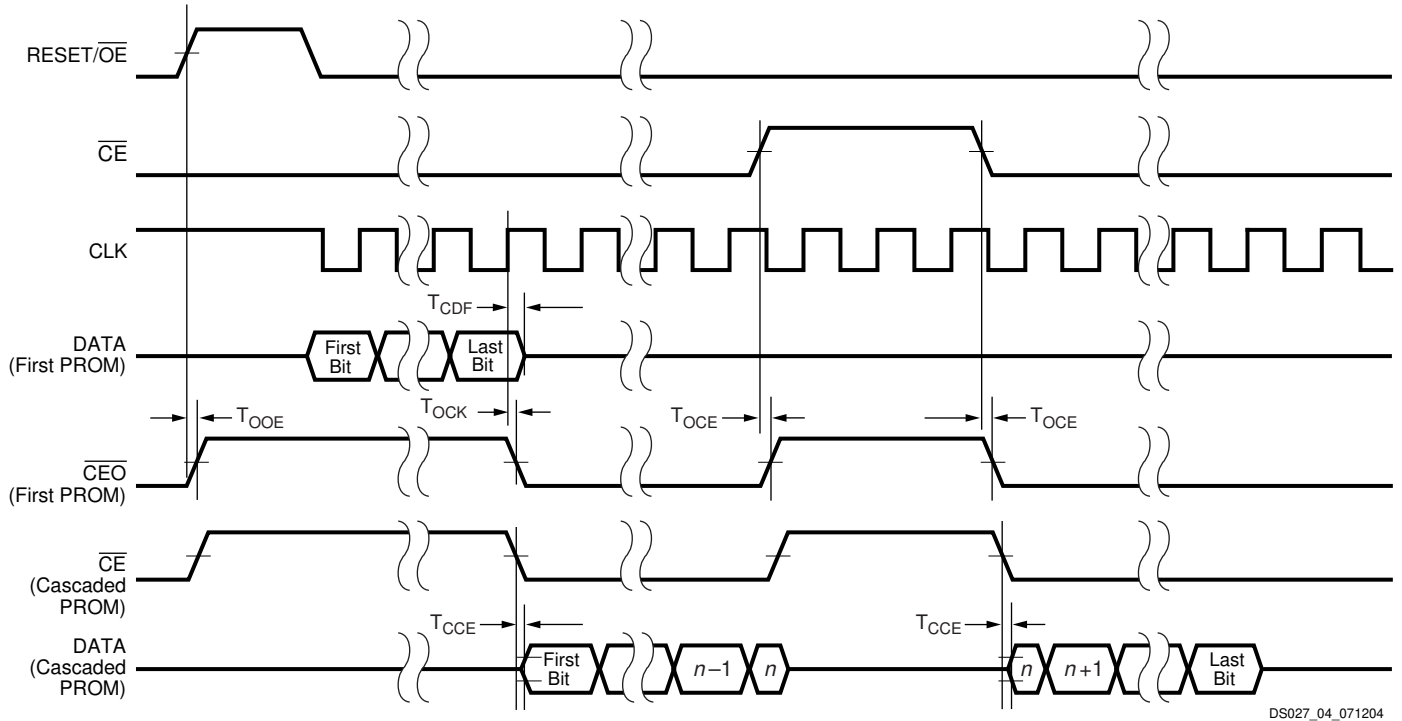 RESET/OE
CE
CLK
TCDF
DATA
(First PROM)
First
Bit
Last
Bit
TOOE
TOCK
TOCE
TOCE
CEO
(First PROM)
CE
(Cascaded
PROM)
TCCE
TCCE
DATA
(Cascaded
PROM)
First
Bit
n–1
n
n
n+1
Last
Bit
DS027_04_071204